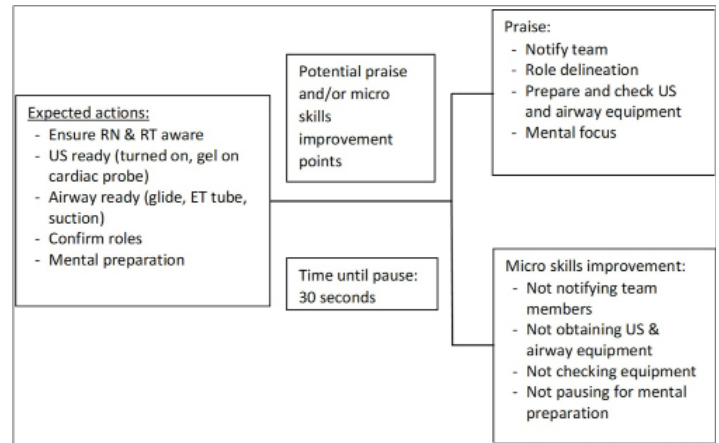 Expected actions:
- Ensure RN & RT aware
- US ready (turned on, gel on
cardiac probe)
- Airway ready (glide, ET tube,
suction)
- Confirm roles
- Mental preparation
Potential praise
and/or micro
skills
improvement
points
Time until pause:
30 seconds
Praise:
- Notify team
- Role delineation
- Prepare and check US
and airway equipment
- Mental focus
Micro skills improvement:
- Not notifying team
members
- Not obtaining US &
airway equipment
- Not checking equipment
- Not pausing for mental
preparation